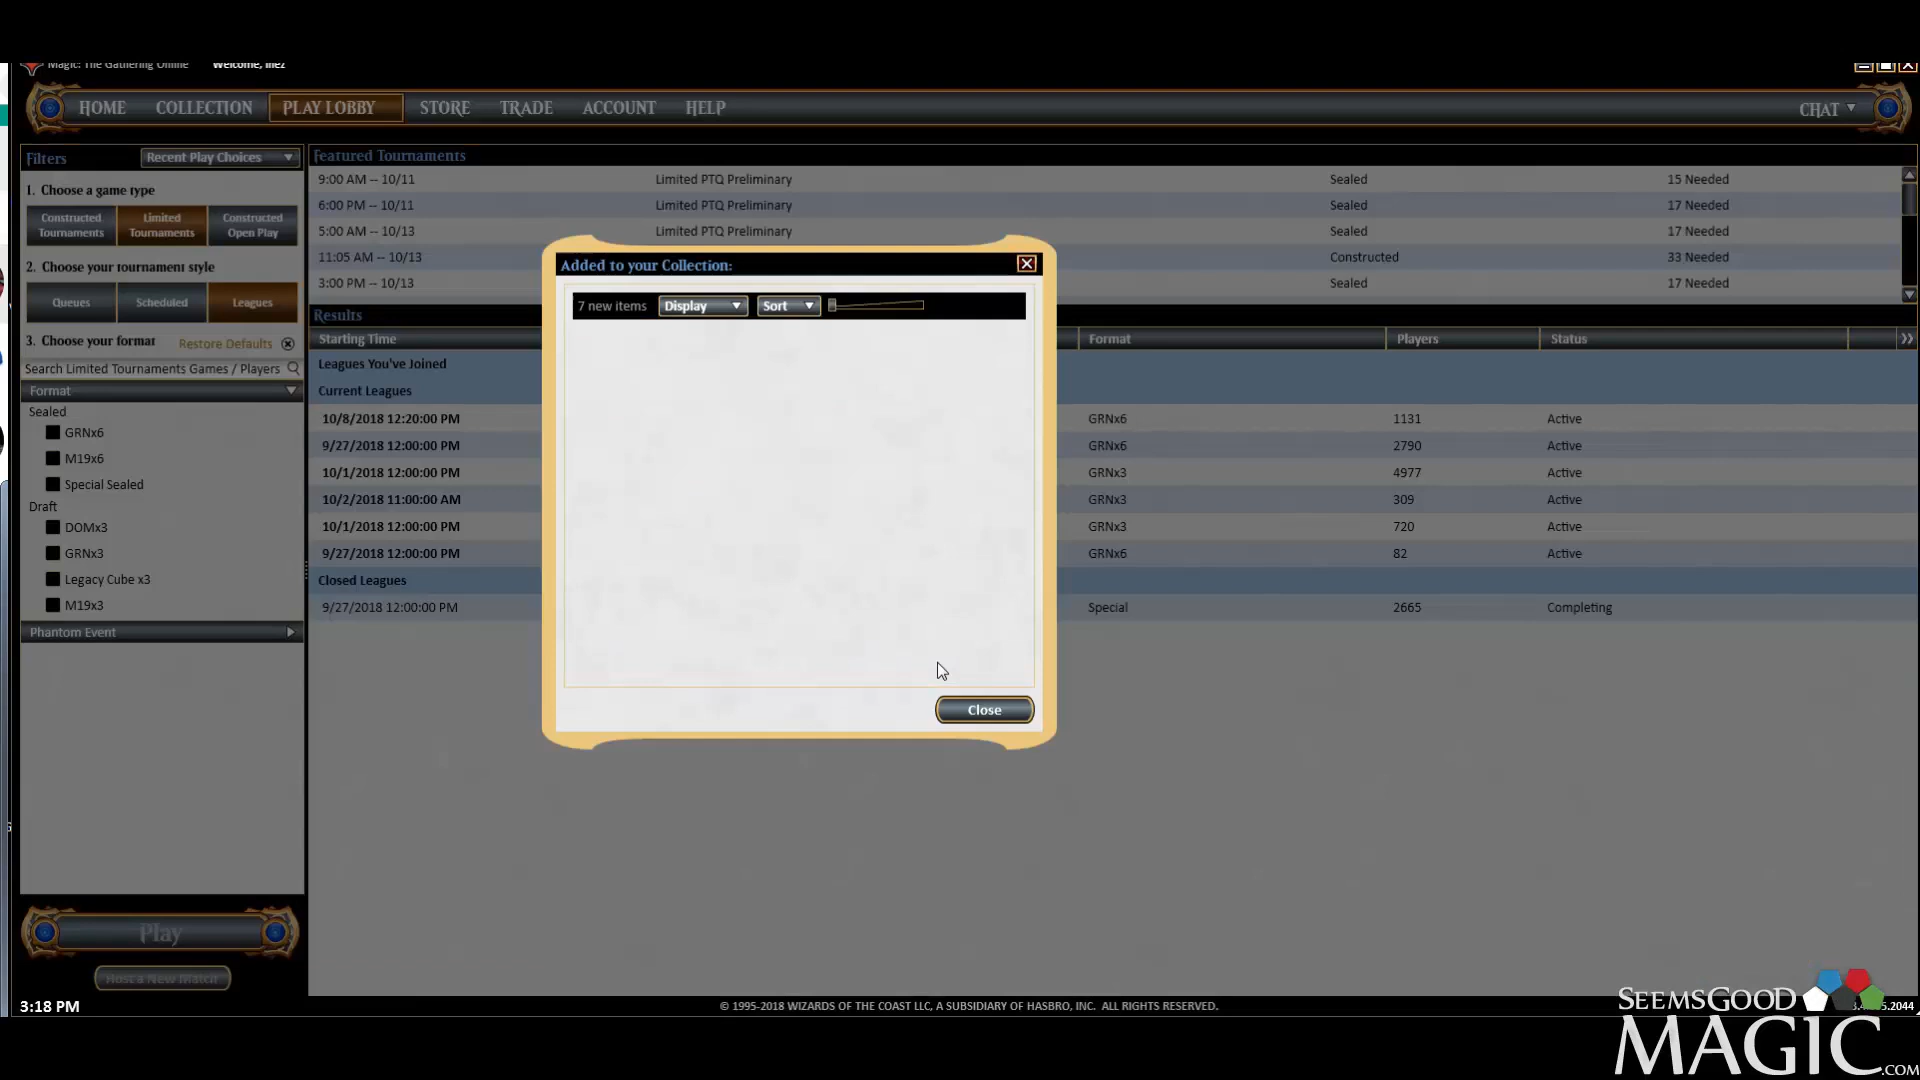 Magic: The Gathering Online Welcome, Inez
HOME COLLECTION PLAY LOBBY STORE TRADE ACCOUNT HELP CHAT
Filters Recent Play Choices
1. Choose a game type
Constructed Tournaments
Limited Tournaments
Constructed Open Play
2. Choose your tournament style
Queues Scheduled Leagues
3. Choose your format Restore Defaults
Search Limited Tournaments Games / Players
Format
Sealed
GRNx6
M19x6
Special Sealed
Draft
DOMx3
GRNx3
Legacy Cube x3
M19x3
Phantom Event
Play
Host a New Match
3:18 PM
Featured Tournaments
9:00 AM -- 10/11 Limited PTQ Preliminary Sealed 15 Needed
6:00 PM -- 10/11 Limited PTQ Preliminary Sealed 17 Needed
5:00 AM -- 10/13 Limited PTQ Preliminary Sealed 17 Needed
11:05 AM -- 10/13 Constructed 33 Needed
3:00 PM -- 10/13 Sealed 17 Needed
Results
Starting Time Format Players Status
Leagues You've Joined
Current Leagues
10/8/2018 12:20:00 PM GRNx6 1131 Active
9/27/2018 12:00:00 PM GRNx6 2790 Active
10/1/2018 12:00:00 PM GRNx3 4977 Active
10/2/2018 11:00:00 AM GRNx3 309 Active
10/1/2018 12:00:00 PM GRNx3 720 Active
9/27/2018 12:00:00 PM GRNx6 82 Active
Closed Leagues
9/27/2018 12:00:00 PM Special 2665 Completing
Added to your Collection:
7 new items Display Sort
Close
© 1995-2018 WIZARDS OF THE COAST LLC, A SUBSIDIARY OF HASBRO, INC. ALL RIGHTS RESERVED.
SEEMSGOOD
MAGIC.COM